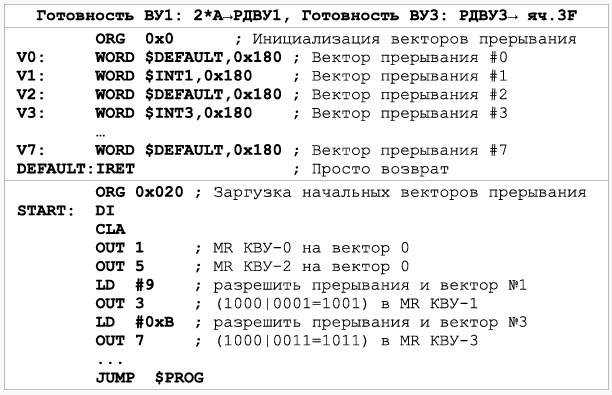 Готовность ВУ1: 2*А→РДВУ1, Готовность ВУ3: РДВУ3→ яч.3F
ORG 0x0 ; Инициализация векторов прерывания
V0: WORD $DEFAULT,0x180 ; Вектор прерывания #0
V1: WORD $INT1,0x180 ; Вектор прерывания #1
V2: WORD $DEFAULT,0x180 ; Вектор прерывания #2
V3: WORD $INT3,0x180 ; Вектор прерывания #3
…
V7: WORD $DEFAULT,0x180 ; Вектор прерывания #7
DEFAULT:IRET ; Просто возврат
ORG 0x020 ; Заргузка начальных векторов прерывания
START: DI
CLA
OUT 1 ; MR КВУ-0 на вектор 0
OUT 5 ; MR КВУ-2 на вектор 0
LD #9 ; разрешить прерывания и вектор №1
OUT 3 ; (1000|0001=1001) в MR КВУ-1
LD #0xB ; разрешить прерывания и вектор №3
OUT 7 ; (1000|0011=1011) в MR КВУ-3
...
JUMP $PROG